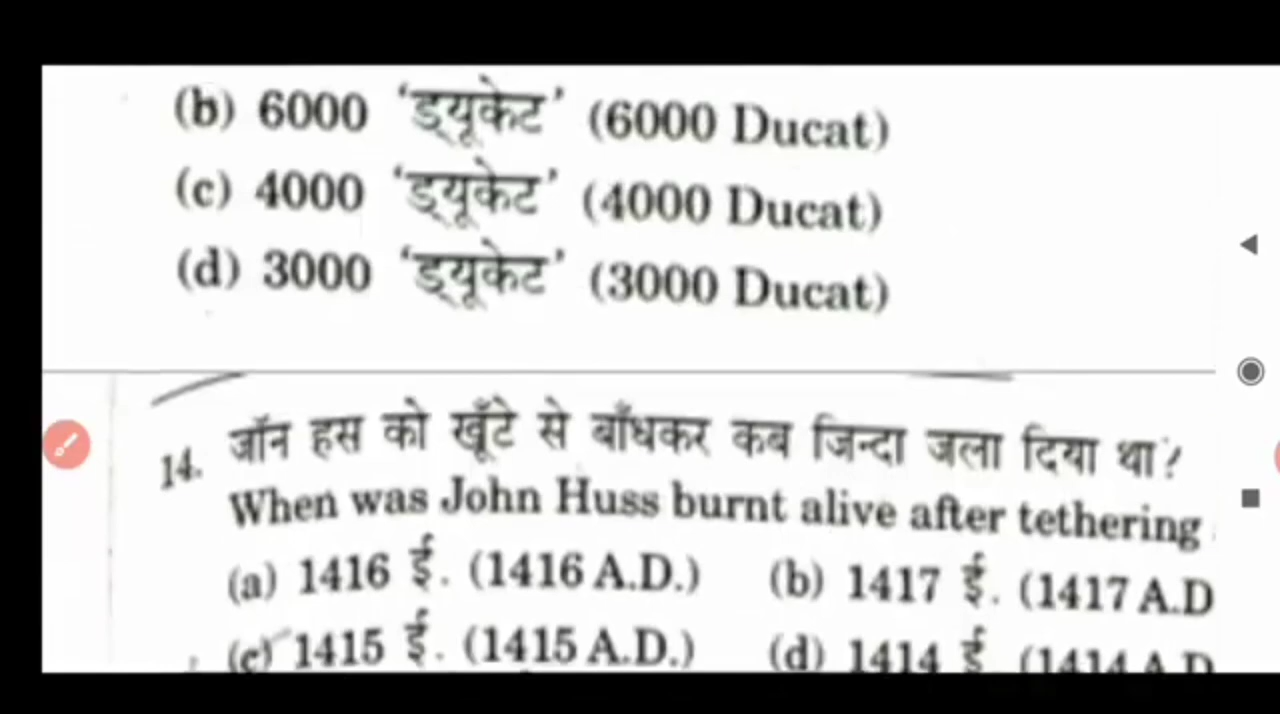 (b) 6000 'ड्यूकेट' (6000 Ducat)
(c) 4000 'ड्यूकेट' (4000 Ducat)
(d) 3000 'ड्यूकेट' (3000 Ducat)
14. जॉन हस को खूँटे से बाँधकर कब जिन्दा जला दिया था?
When was John Huss burnt alive after tethering
(a) 1416 ई. (1416 A.D.) (b) 1417 ई. (1417 A.D
(c) 1415 ई. (1415 A.D.) (d) 1414 ई (1414 A D